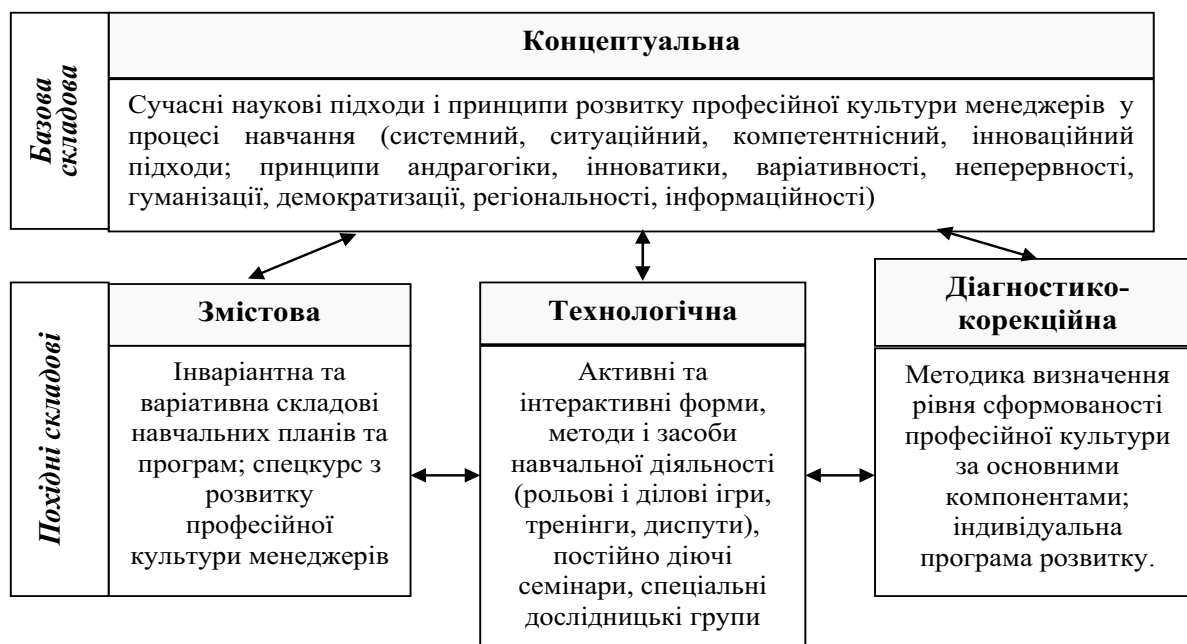 Базова
складова
Концептуальна
Сучасні наукові підходи і принципи розвитку професійної культури менеджерів у
процесі навчання (системний, ситуаційний, компетентнісний, інноваційний
підходи; принципи андрагогіки, інноватики, варіативності, неперервності,
гуманізації, демократизації, регіональності, інформаційності)
Похідні складові
Змістова
Інваріантна та
варіативна складові
навчальних планів та
програм; спецкурс з
розвитку
професійної
культури менеджерів
Технологічна
Активні та
інтерактивні форми,
методи і засоби
навчальної діяльності
(рольові і ділові ігри,
тренінги, диспути),
постійно діючі
семінари, спеціальні
дослідницькі групи
Діагностико-
корекційна
Методика визначення
рівня сформованості
професійної культури
за основними
компонентами;
індивідуальна
програма розвитку.